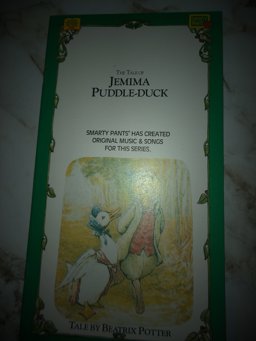 THE TALE OF
JEMIMA
PUDDLE-DUCK
SMARTY PANTS® HAS CREATED
ORIGINAL MUSIC & SONGS
FOR THIS SERIES.
TALE BY BEATRIX POTTER